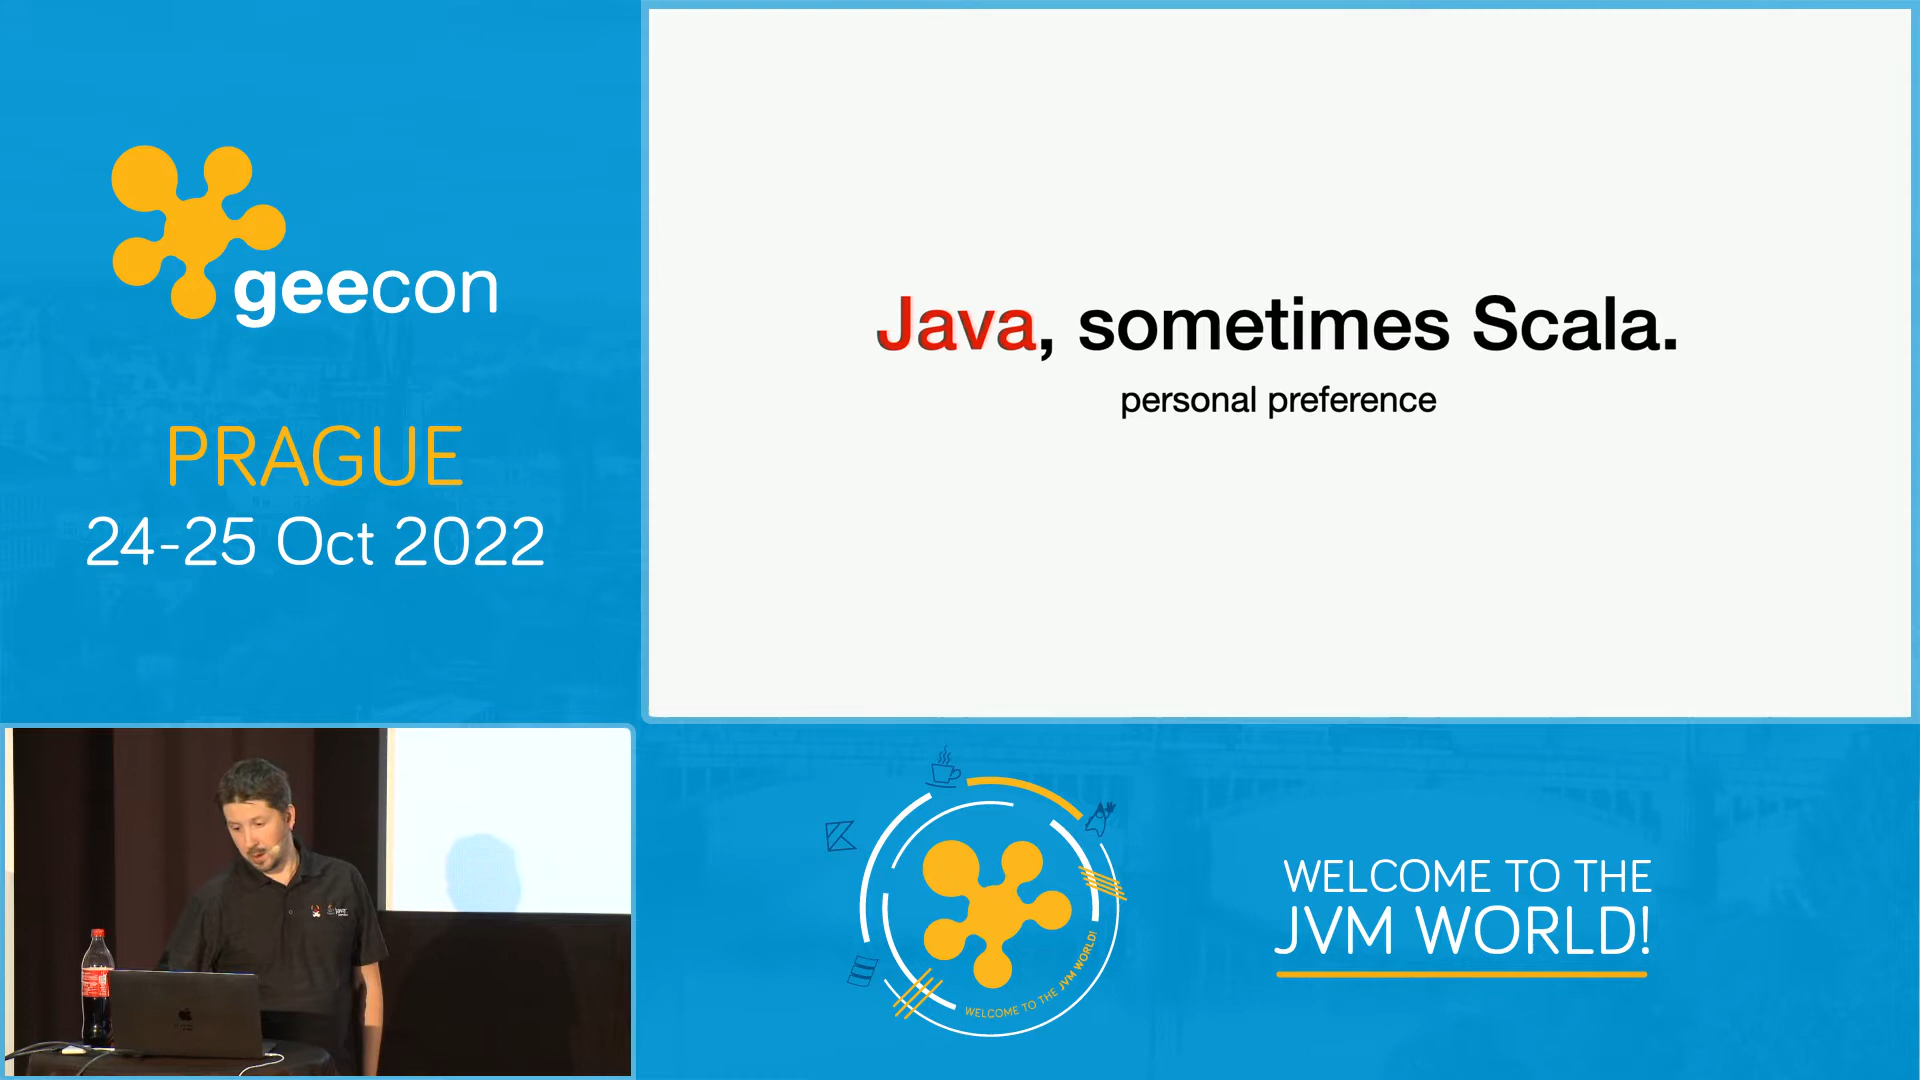 geecon
PRAGUE
24-25 Oct 2022
Java, sometimes Scala.
personal preference
WELCOME TO THE JVM WORLD!
WELCOME TO THE
JVM WORLD!